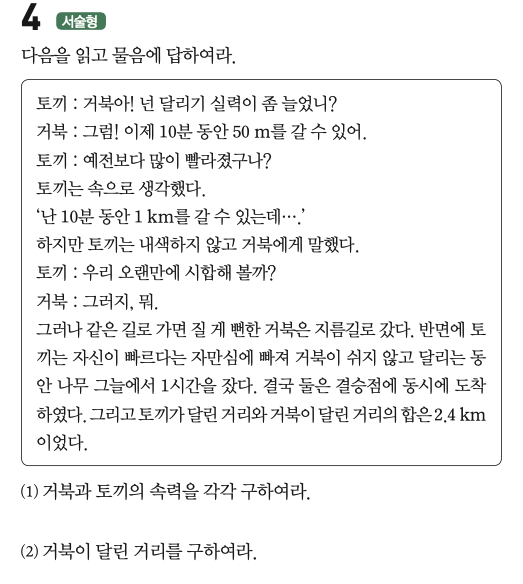 4 서술형
다음을 읽고 물음에 답하여라.
토끼 : 거북아! 넌 달리기 실력이 좀 늘었니?
거북 : 그럼! 이제 10분 동안 50 m를 갈 수 있어.
토끼 : 예전보다 많이 빨라졌구나?
토끼는 속으로 생각했다.
‘난 10분 동안 1 km를 갈 수 있는데….’
하지만 토끼는 내색하지 않고 거북에게 말했다.
토끼 : 우리 오랜만에 시합해 볼까?
거북 : 그러지, 뭐.
그러나 같은 길로 가면 질 게 뻔한 거북은 지름길로 갔다. 반면에 토
끼는 자신이 빠르다는 자만심에 빠져 거북이 쉬지 않고 달리는 동
안 나무 그늘에서 1시간을 잤다. 결국 둘은 결승점에 동시에 도착
하였다. 그리고 토끼가 달린 거리와 거북이 달린 거리의 합은 2.4 km
이었다.
(1) 거북과 토끼의 속력을 각각 구하여라.
(2) 거북이 달린 거리를 구하여라.